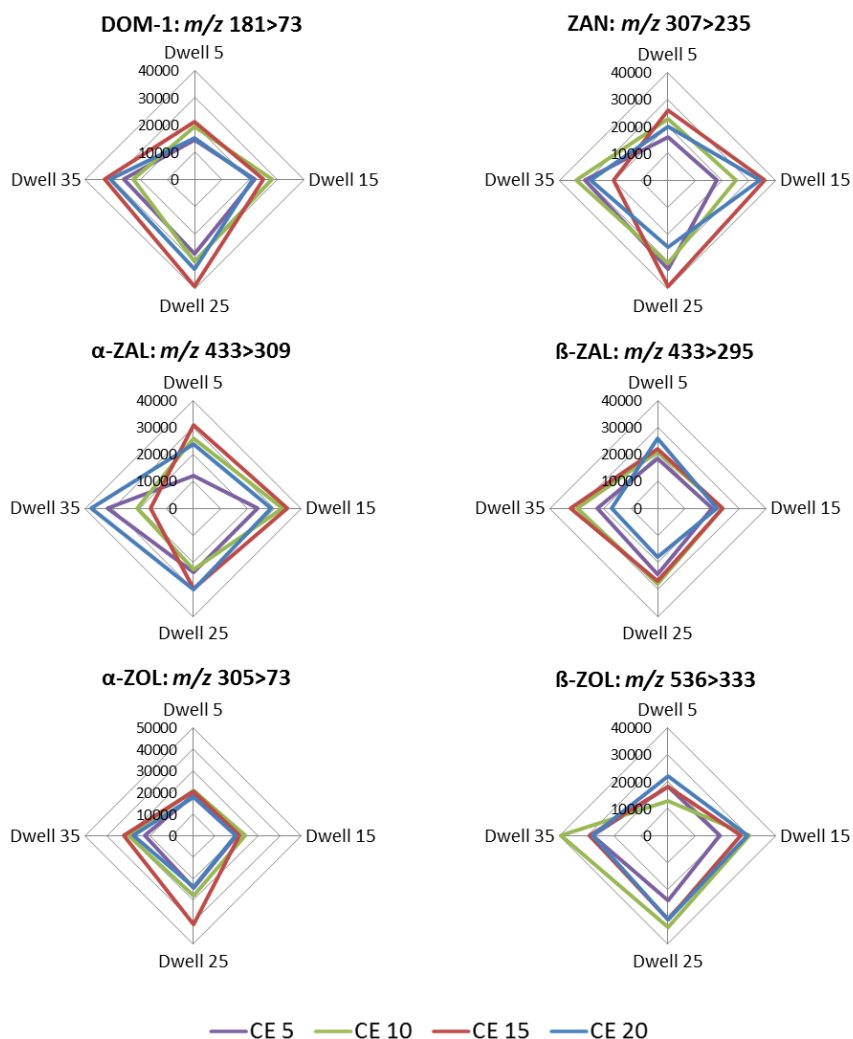 DOM-1: m/z 181>73
Dwell 5
40000
30000
20000
10000
0
Dwell 35
Dwell 15
Dwell 25
ZAN: m/z 307>235
Dwell 5
40000
30000
20000
10000
0
Dwell 35
Dwell 15
Dwell 25
α-ZAL: m/z 433>309
Dwell 5
40000
30000
20000
10000
0
Dwell 35
Dwell 15
Dwell 25
ß-ZAL: m/z 433>295
Dwell 5
40000
30000
20000
10000
0
Dwell 35
Dwell 15
Dwell 25
α-ZOL: m/z 305>73
Dwell 5
50000
40000
30000
20000
10000
0
Dwell 35
Dwell 15
Dwell 25
ß-ZOL: m/z 536>333
Dwell 5
40000
30000
20000
10000
0
Dwell 35
Dwell 15
Dwell 25
CE 5 CE 10 CE 15 CE 20